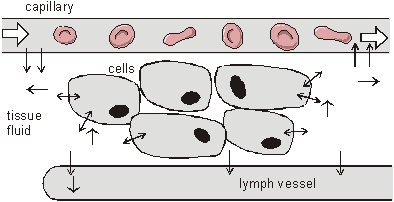 capillary
cells
tissue
fluid
lymph vessel